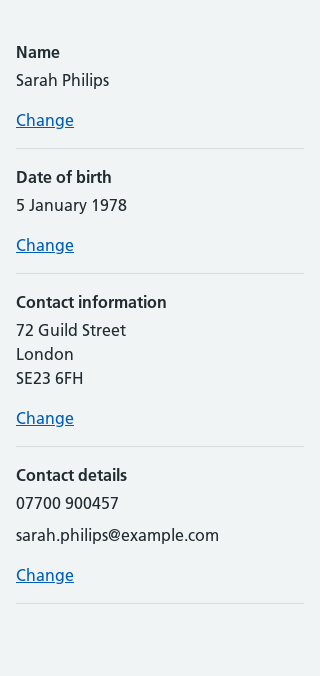 Name
Sarah Philips
Change
Date of birth
5 January 1978
Change
Contact information
72 Guild Street
London
SE23 6FH
Change
Contact details
07700 900457
sarah.philips@example.com
Change